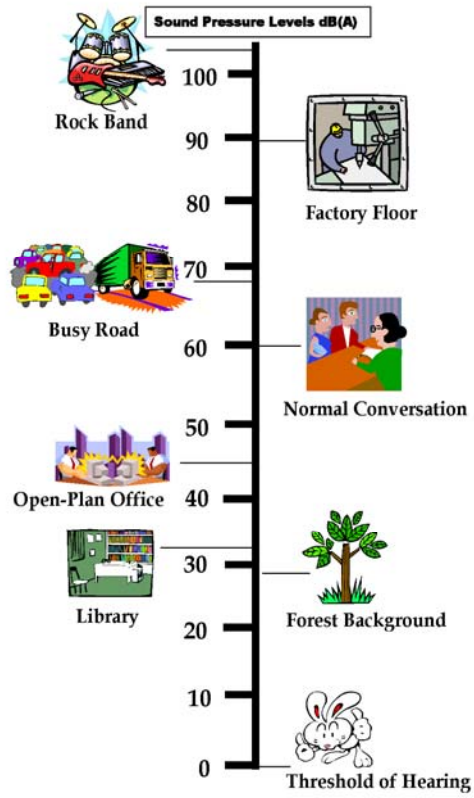 Sound Pressure Levels dB(A)
100
Rock Band
90
80
Factory Floor
70
Busy Road
60
Normal Conversation
50
Open-Plan Office
40
30
Library
Forest Background
20
10
0
Threshold of Hearing